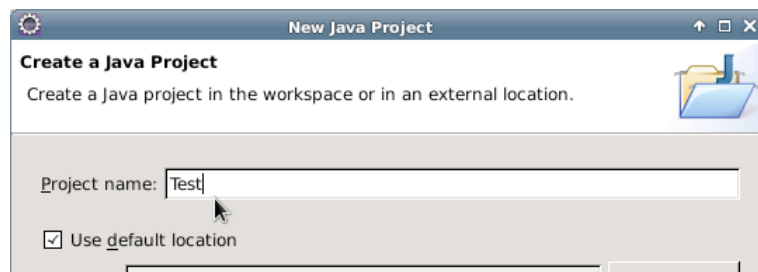 New Java Project
Create a Java Project
Create a Java project in the workspace or in an external location.
Project name: Test
Use default location